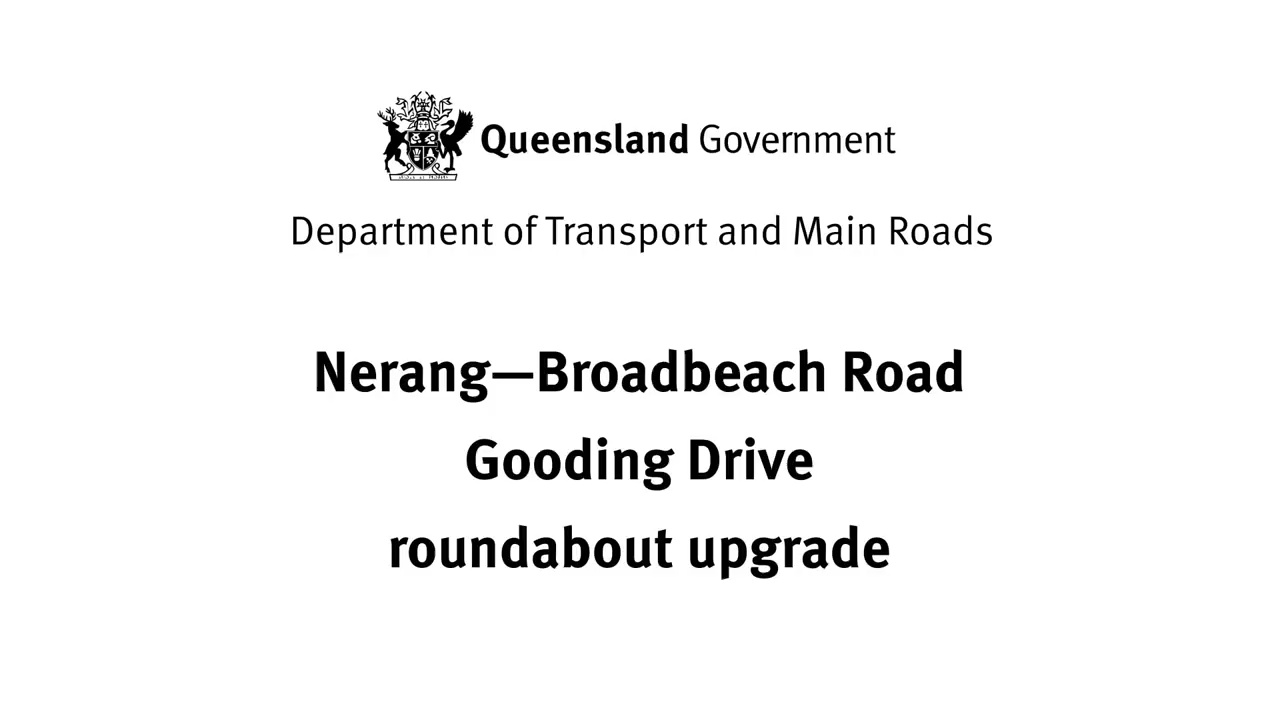 Queensland Government
Department of Transport and Main Roads
Nerang—Broadbeach Road
Gooding Drive
roundabout upgrade